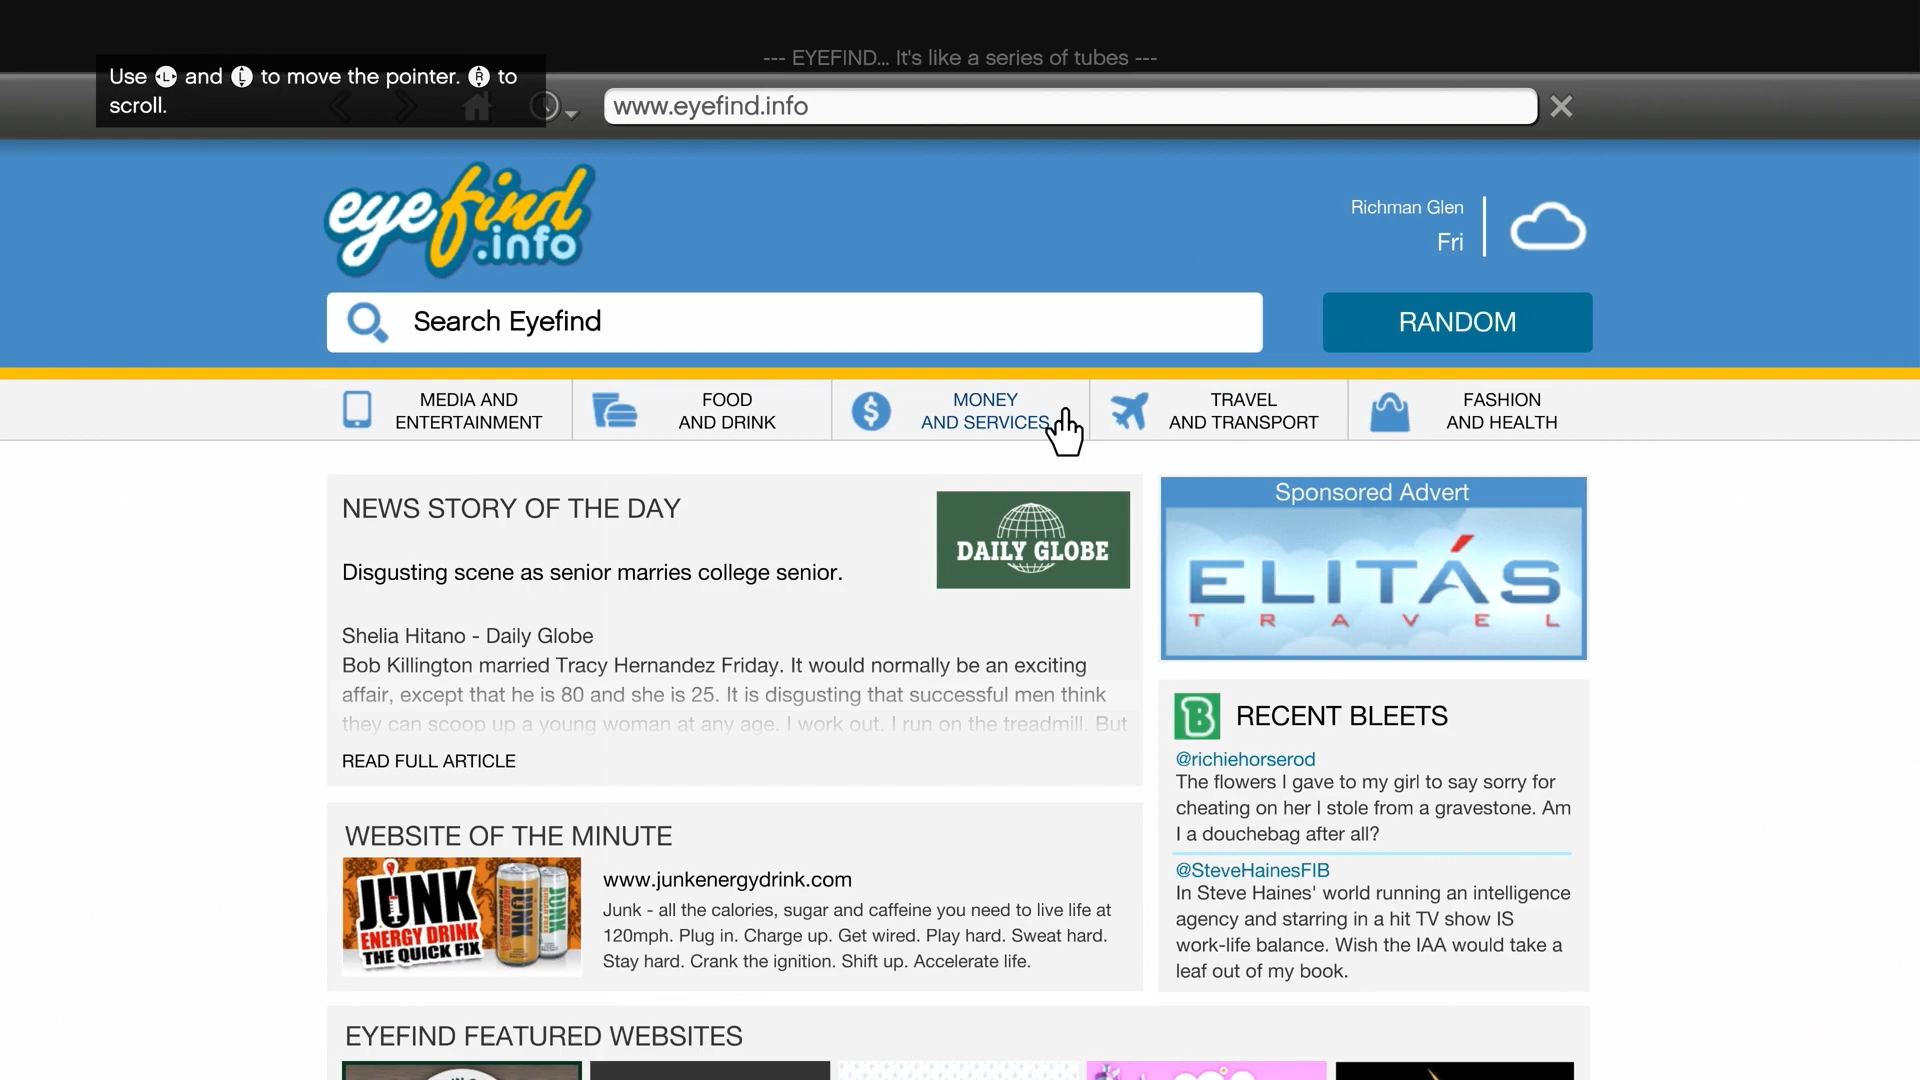 --- EYEFIND... It's like a series of tubes ---
Use L and L to move the pointer. R to
scroll.
www.eyefind.info
eyefind
.info
Richman Glen
Fri
Search Eyefind
RANDOM
MEDIA AND
ENTERTAINMENT
FOOD
AND DRINK
MONEY
AND SERVICES
TRAVEL
AND TRANSPORT
FASHION
AND HEALTH
NEWS STORY OF THE DAY
DAILY GLOBE
Disgusting scene as senior marries college senior.
Shelia Hitano - Daily Globe
Bob Killington married Tracy Hernandez Friday. It would normally be an exciting
affair, except that he is 80 and she is 25. It is disgusting that successful men think
they can scoop up a young woman at any age. I work out. I run on the treadmill. But
READ FULL ARTICLE
Sponsored Advert
ELITÁS
TRAVEL
B RECENT BLEETS
@richiehorserod
The flowers I gave to my girl to say sorry for
cheating on her I stole from a gravestone. Am
I a douchebag after all?
@SteveHainesFIB
In Steve Haines' world running an intelligence
agency and starring in a hit TV show IS
work-life balance. Wish the IAA would take a
leaf out of my book.
WEBSITE OF THE MINUTE
JUNK
ENERGY DRINK
THE QUICK FIX
JUNK
JUNK
www.junkenergydrink.com
Junk - all the calories, sugar and caffeine you need to live life at
120mph. Plug in. Charge up. Get wired. Play hard. Sweat hard.
Stay hard. Crank the ignition. Shift up. Accelerate life.
EYEFIND FEATURED WEBSITES